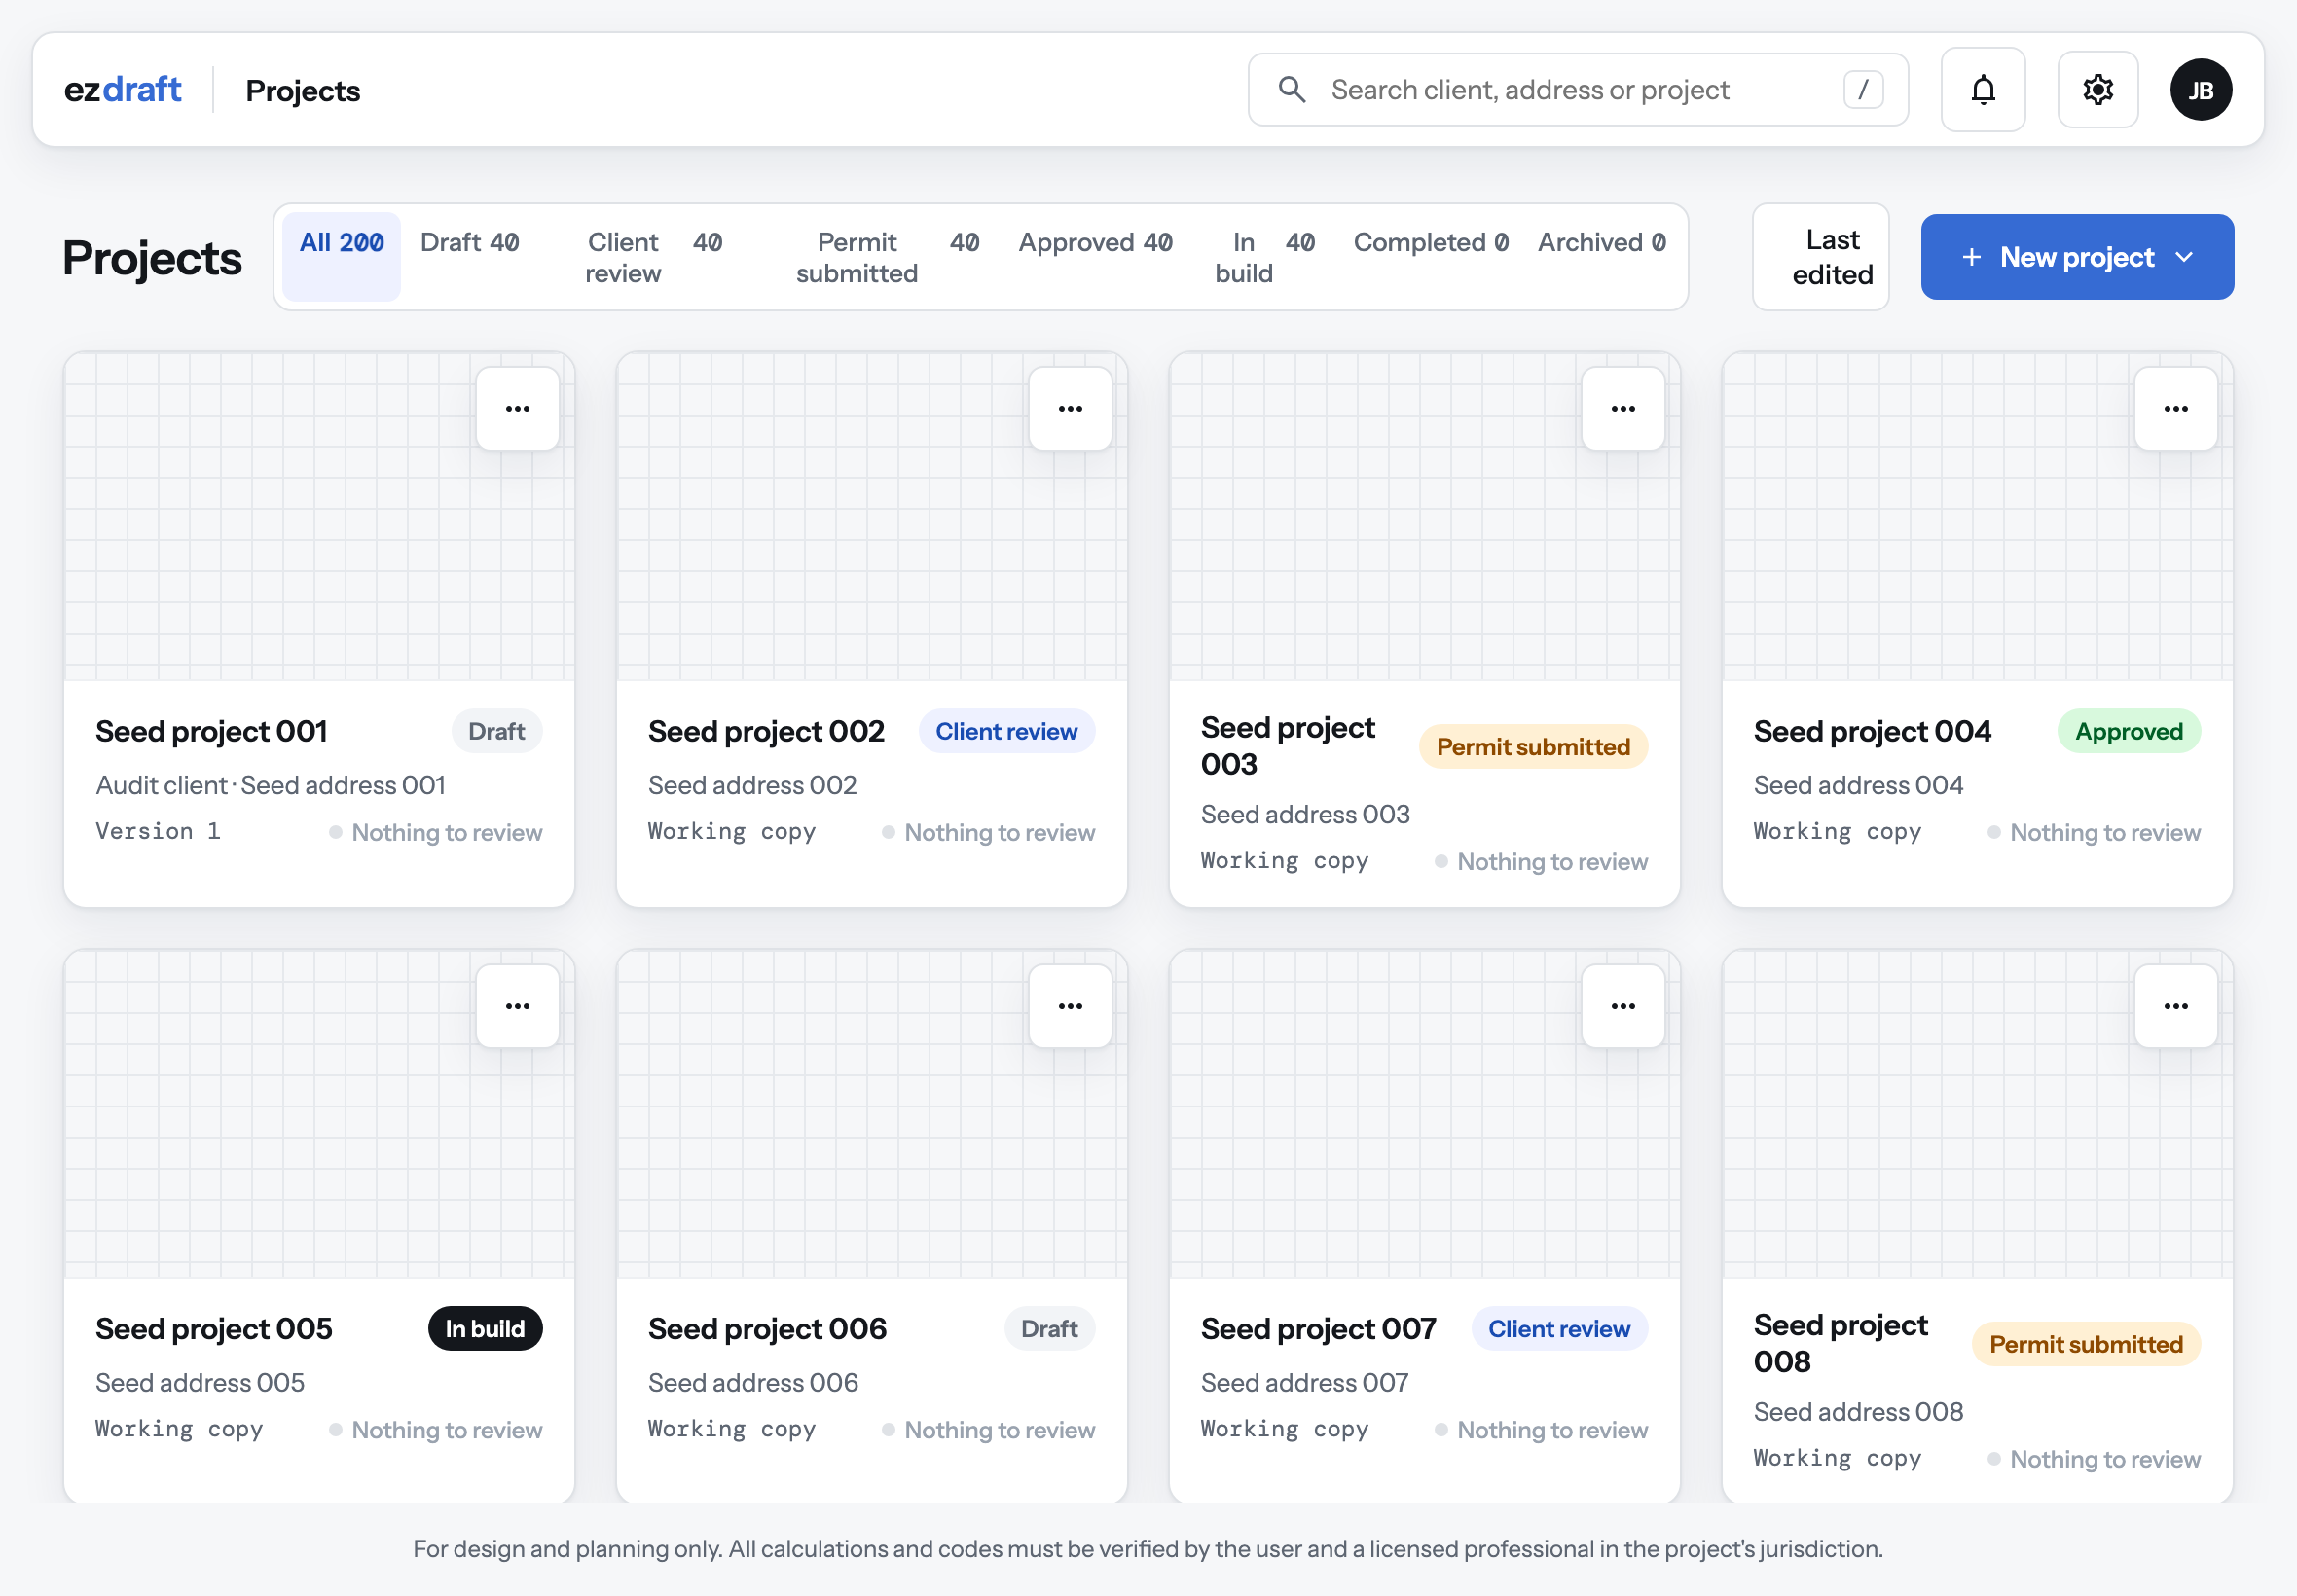 ezdraft
Projects
Search client, address or project
/
JB
Projects
All 200
Draft 40
Client review 40
Permit submitted 40
Approved 40
In build 40
Completed 0
Archived 0
Last edited
+ New project
Seed project 001
Draft
Audit client · Seed address 001
Version 1
Nothing to review
Seed project 002
Client review
Seed address 002
Working copy
Nothing to review
Seed project 003
Permit submitted
Seed address 003
Working copy
Nothing to review
Seed project 004
Approved
Seed address 004
Working copy
Nothing to review
Seed project 005
In build
Seed address 005
Working copy
Nothing to review
Seed project 006
Draft
Seed address 006
Working copy
Nothing to review
Seed project 007
Client review
Seed address 007
Working copy
Nothing to review
Seed project 008
Permit submitted
Seed address 008
Working copy
Nothing to review
For design and planning only. All calculations and codes must be verified by the user and a licensed professional in the project's jurisdiction.